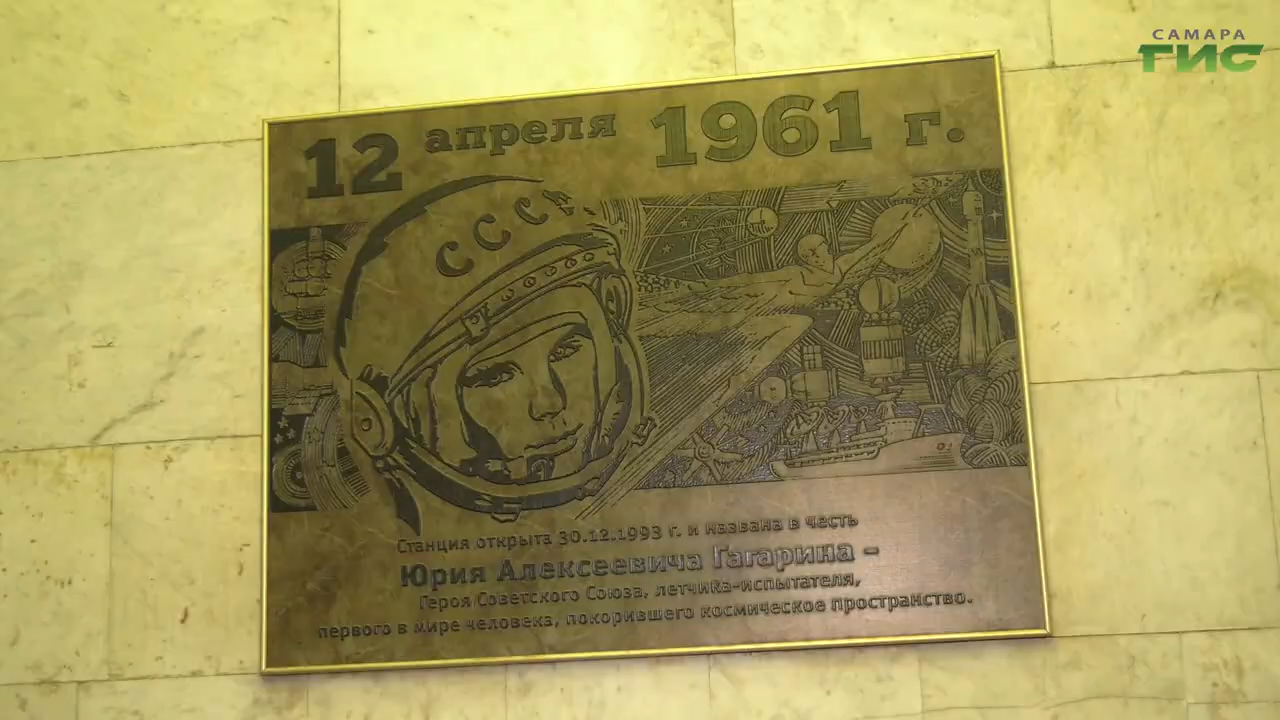 САМАРА
ГИС
12 апреля 1961 г.
СССР
Станция открыта 30.12.1993 г. и названа в честь
Юрия Алексеевича Гагарина –
Героя Советского Союза, летчика-испытателя,
первого в мире человека, покорившего космическое пространство.